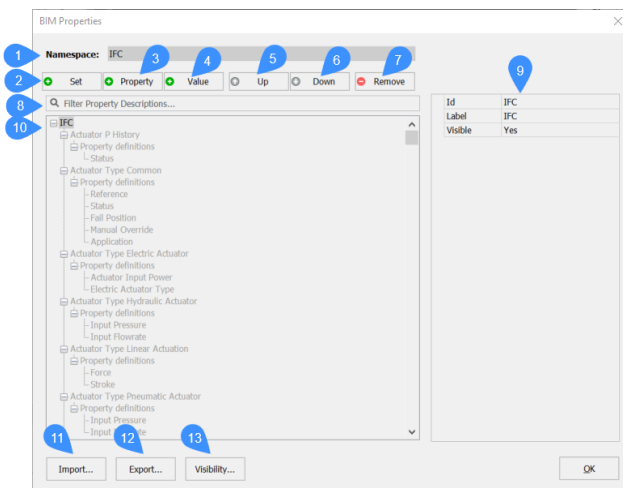 BIM Properties
1 Namespace: IFC
3 4 5 6 7
2 Set Property Value Up Down Remove
9
8 Filter Property Descriptions...
10 IFC
Actuator P History
Property definitions
Status
Actuator Type Common
Property definitions
Reference
Status
Fail Position
Manual Override
Application
Actuator Type Electric Actuator
Property definitions
Actuator Input Power
Electric Actuator Type
Actuator Type Hydraulic Actuator
Property definitions
Input Pressure
Input Flowrate
Actuator Type Linear Actuation
Property definitions
Force
Stroke
Actuator Type Pneumatic Actuator
Property definitions
Input Pressure
Input
Id IFC
Label IFC
Visible Yes
11 12 13
Import... Export... Visibility... OK